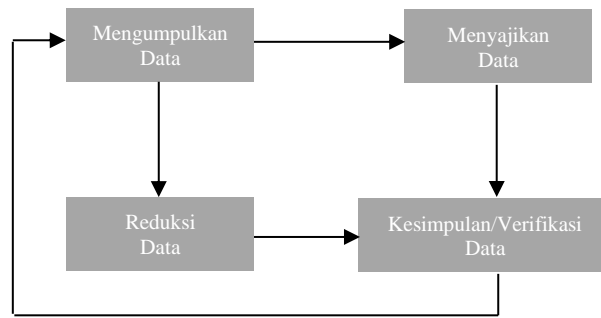 Mengumpulkan
Data
Menyajikan
Data
Reduksi
Data
Kesimpulan/Verifikasi
Data